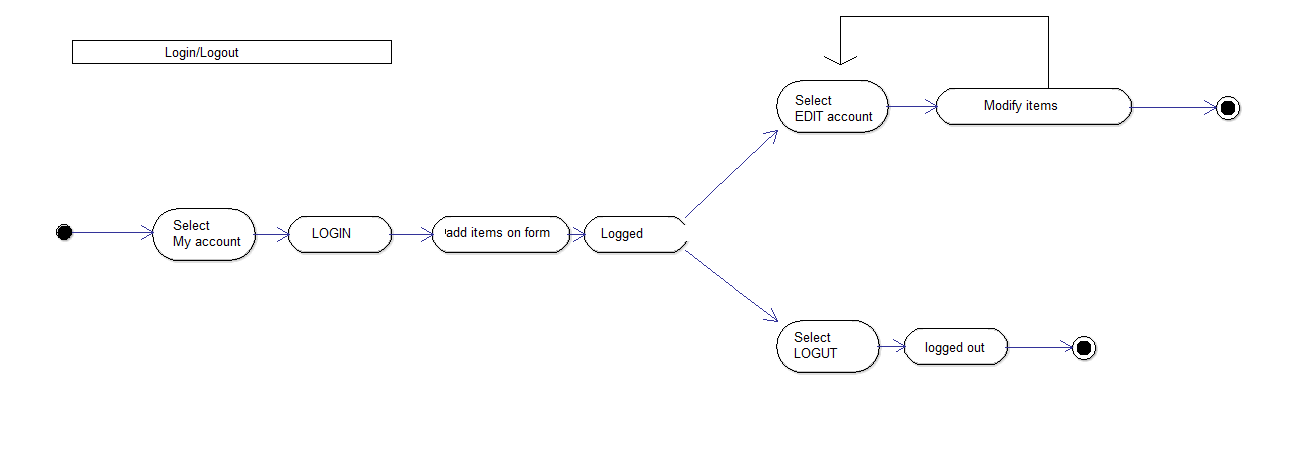 Login/Logout
Select
EDIT account
Modify items
Select
My account
LOGIN
add items on form
Logged
Select
LOGUT
logged out